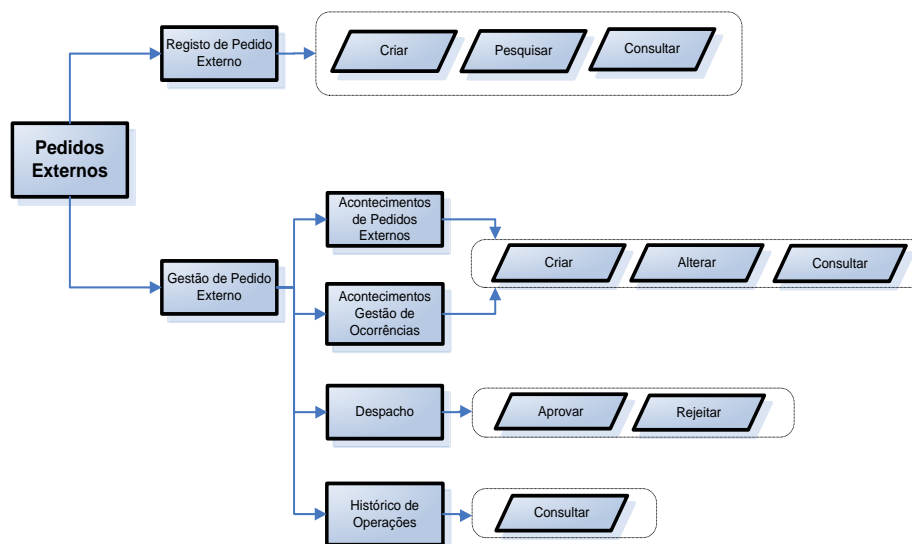 Registo de Pedido
Externo
Criar
Pesquisar
Consultar
Pedidos
Externos
Acontecimentos
de Pedidos
Externos
Criar
Alterar
Consultar
Gestão de Pedido
Externo
Acontecimentos
Gestão de
Ocorrências
Despacho
Aprovar
Rejeitar
Histórico de
Operações
Consultar